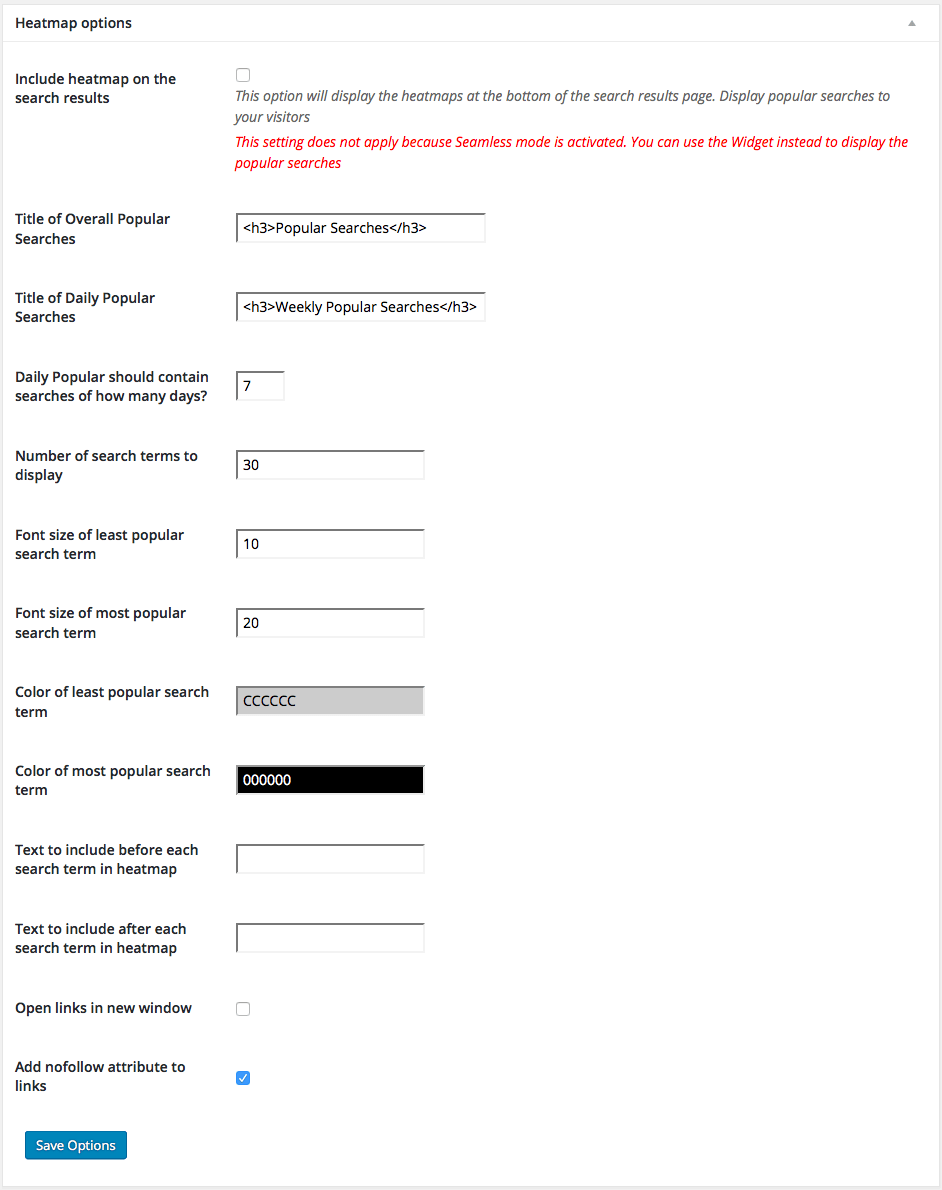 Heatmap options
Include heatmap on the
search results
This option will display the heatmaps at the bottom of the search results page. Display popular searches to
your visitors
This setting does not apply because Seamless mode is activated. You can use the Widget instead to display the
popular searches
Title of Overall Popular
Searches
<h3>Popular Searches</h3>
Title of Daily Popular
Searches
<h3>Weekly Popular Searches</h3>
Daily Popular should contain
searches of how many days?
7
Number of search terms to
display
30
Font size of least popular
search term
10
Font size of most popular
search term
20
Color of least popular search
term
CCCCCC
Color of most popular search
term
000000
Text to include before each
search term in heatmap
Text to include after each
search term in heatmap
Open links in new window
Add nofollow attribute to
links
Save Options